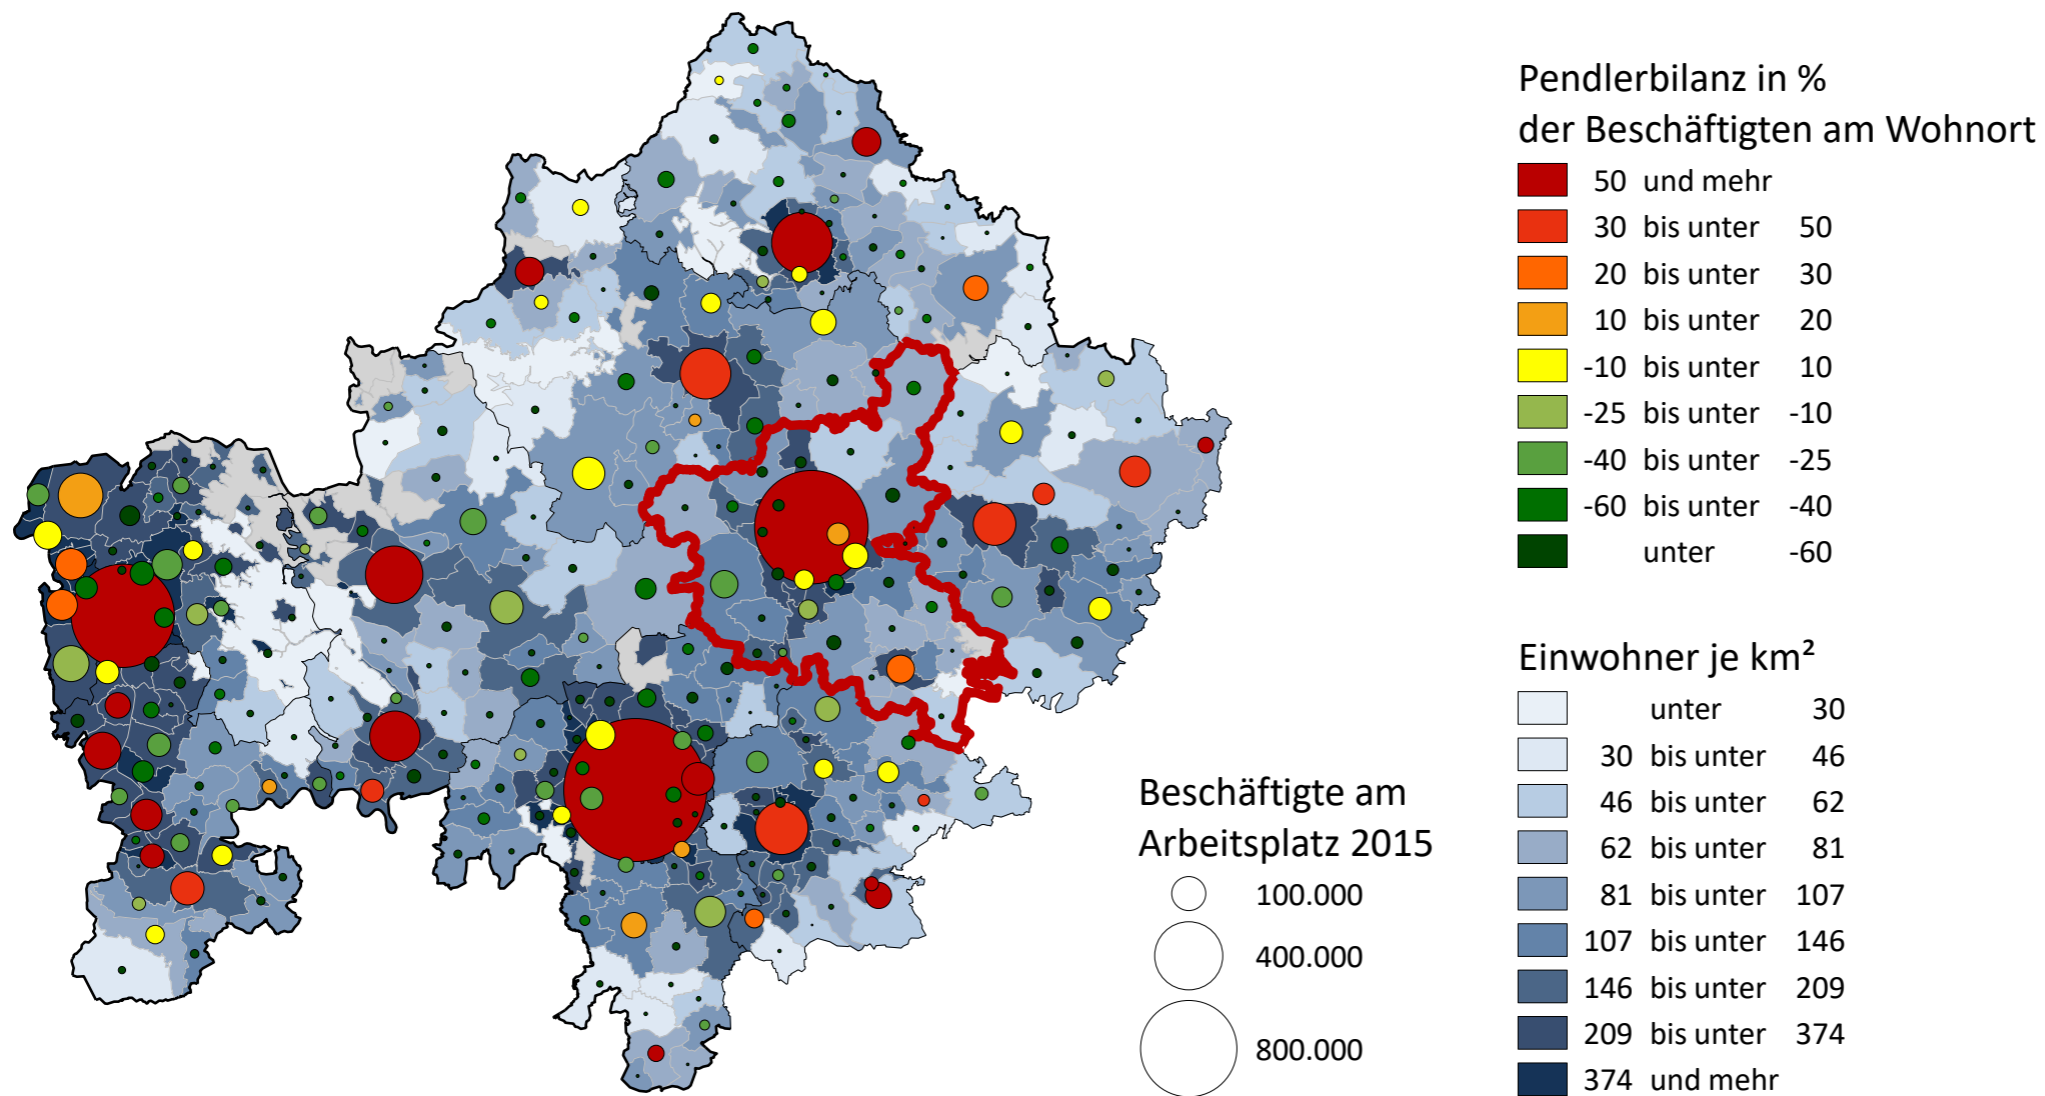 Pendlerbilanz in %
der Beschäftigten am Wohnort
50 und mehr
30 bis unter 50
20 bis unter 30
10 bis unter 20
-10 bis unter 10
-25 bis unter -10
-40 bis unter -25
-60 bis unter -40
unter -60
Einwohner je km²
unter 30
30 bis unter 46
46 bis unter 62
62 bis unter 81
81 bis unter 107
107 bis unter 146
146 bis unter 209
209 bis unter 374
374 und mehr
Beschäftigte am
Arbeitsplatz 2015
100.000
400.000
800.000